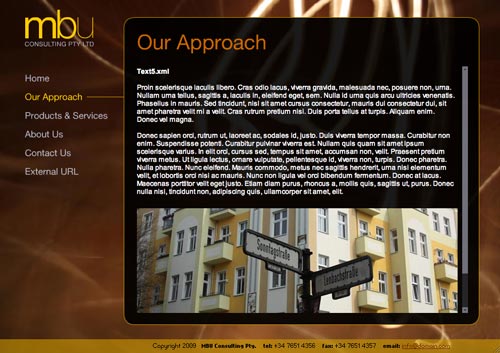 mbu
CONSULTING PTY LTD
Home
Our Approach
Products & Services
About Us
Contact Us
External URL
Our Approach
Text5.xml
Proin scelerisque iaculis libero. Cras odio lacus, viverra gravida, malesuada nec, posuere non, urna.
Nullam urna tellus, sagittis a, iaculis in, eleifend eget, sem. Nulla id urna quis arcu ultricies venenatis.
Phasellus in mauris. Sed tincidunt, nisl sit amet cursus consectetur, mauris dui consectetur dui, sit
amet pharetra velit mi a velit. Cras rutrum pretium nisi. Duis porta tellus at turpis. Aliquam enim.
Donec vel magna.
Donec sapien orci, rutrum ut, laoreet ac, sodales id, justo. Duis viverra tempor massa. Curabitur non
enim. Suspendisse potenti. Curabitur pulvinar viverra est. Nullam quis quam sit amet ipsum
scelerisque varius. In elit orci, cursus sed, tempus sit amet, accumsan non, velit. Praesent pretium
viverra metus. Ut ligula lectus, ornare vulputate, pellentesque id, viverra non, turpis. Donec pharetra.
Nulla pharetra. Nunc eleifend. Mauris commodo, metus nec sagittis hendrerit, urna nisi elementum
velit, et lobortis orci nisi ac mauris. Nunc non ligula vel orci bibendum fermentum. Donec at lacus.
Maecenas porttitor velit eget justo. Etiam diam purus, rhoncus a, mollis quis, sagittis ut, purus. Donec
nulla nisi, tincidunt non, adipiscing quis, ullamcorper sit amet, elit.
Sonntagstraße
Lenbachstraße
Copyright 2009 MBU Consulting Pty. tel: +34 7651 4356 fax: +34 7651 4357 email: info@domain.com